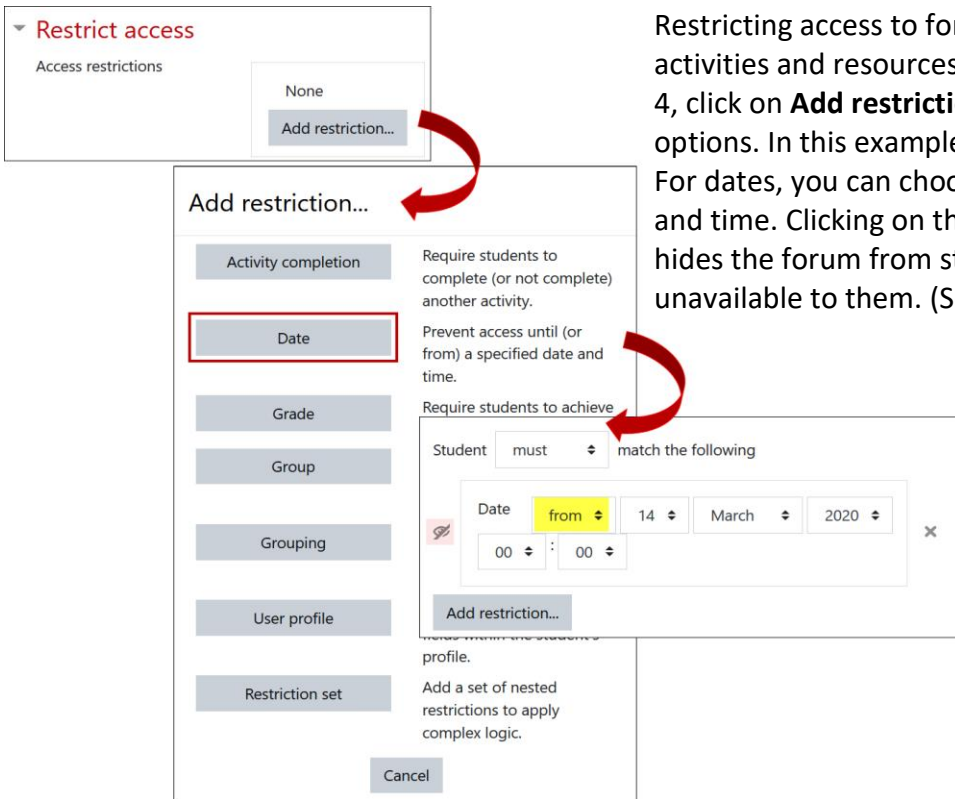 Restrict access
Access restrictions
None
Add restriction...
Restricting access to
activities and resources
4, click on Add
options. In this example
For dates, you can
and time. Clicking on
hides the forum from
unavailable to them.
Add restriction...
Activity completion
Require students to
complete (or not complete)
another activity.
Date
Prevent access until (or
from) a specified date and
time.
Grade
Require students to achieve
Group
Grouping
User profile
fields within the student's
profile.
Restriction set
Add a set of nested
restrictions to apply
complex logic.
Cancel
Student must match the following
Date from 14 March 2020
00 : 00
Add restriction...